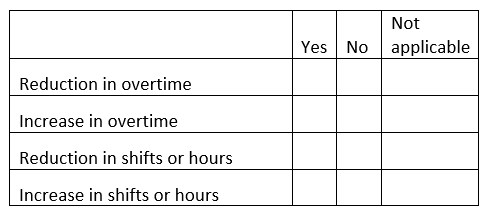 Yes No Not applicable
Reduction in overtime
Increase in overtime
Reduction in shifts or hours
Increase in shifts or hours